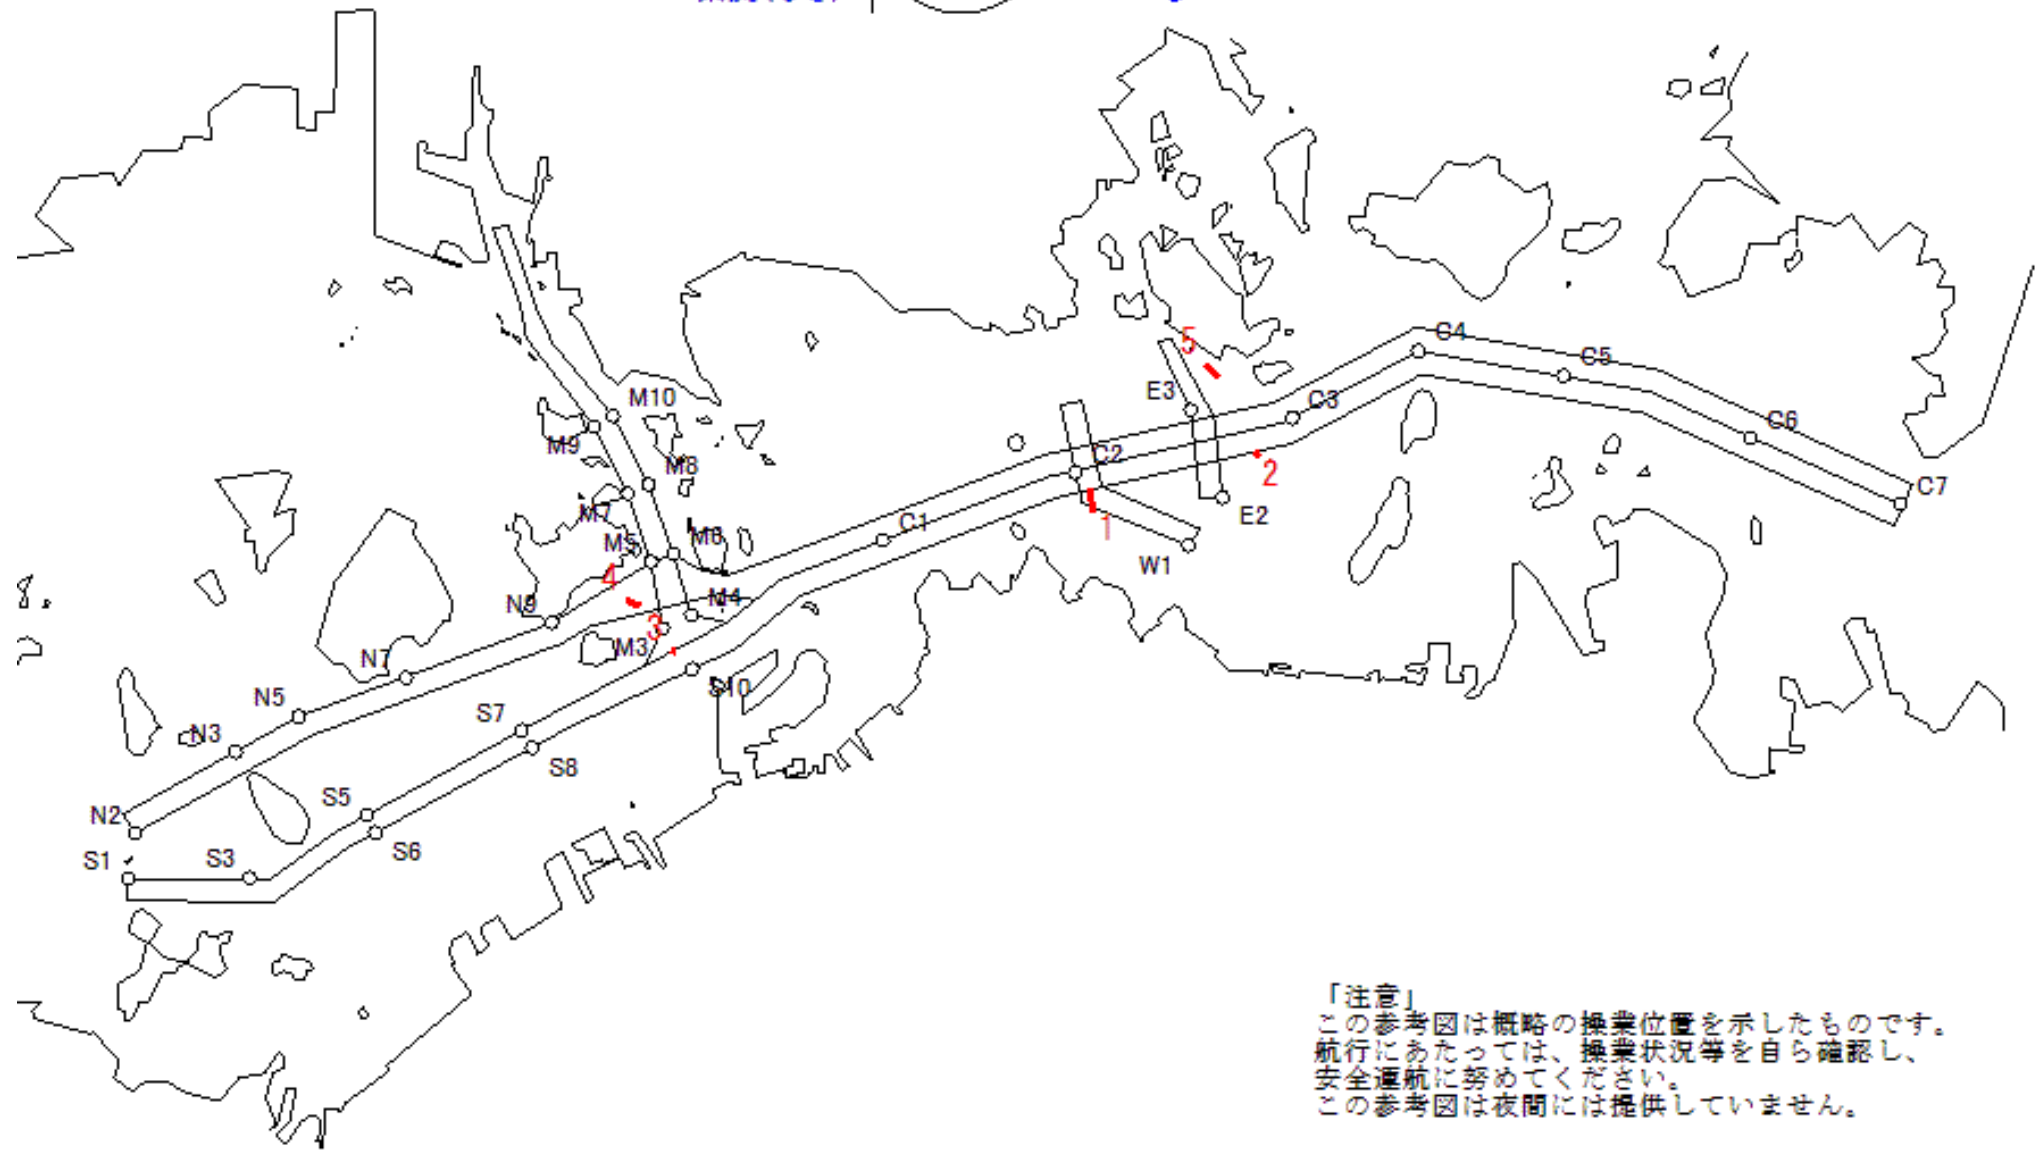 C4
C5
5
M10
E3
C3
C6
M9
C2
M8
2
C7
M7
E2
C1
1
M5
M6
W1
4
N9
M4
3
M3
N7
S10
N5
S7
N3
S8
S5
N2
S6
S1
S3
「注意」
この参考図は概略の操業位置を示したものです。
航行にあたっては、操業状況等を自ら確認し、
安全運航に努めてください。
この参考図は夜間には提供していません。